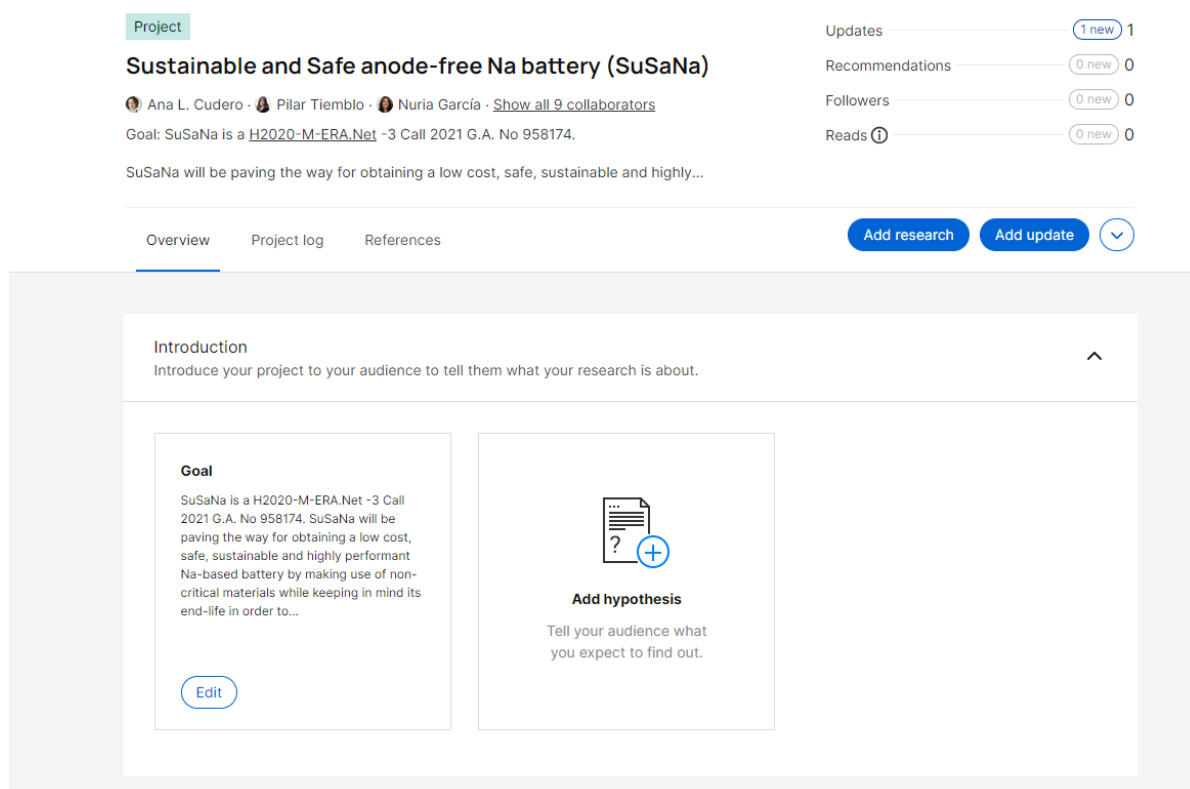 Project
Sustainable and Safe anode-free Na battery (SuSaNa)
Ana L. Cudero · Pilar Tiemblo · Nuria García · Show all 9 collaborators
Goal: SuSaNa is a H2020-M-ERA.Net -3 Call 2021 G.A. No 958174.
SuSaNa will be paving the way for obtaining a low cost, safe, sustainable and highly...
Updates 1 new 1
Recommendations 0 new 0
Followers 0 new 0
Reads 0 new 0
Overview Project log References
Add research Add update
Introduction
Introduce your project to your audience to tell them what your research is about.
Goal
SuSaNa is a H2020-M-ERA.Net -3 Call
2021 G.A. No 958174. SuSaNa will be
paving the way for obtaining a low cost,
safe, sustainable and highly performant
Na-based battery by making use of non-
critical materials while keeping in mind its
end-life in order to...
Edit
?
Add hypothesis
Tell your audience what
you expect to find out.